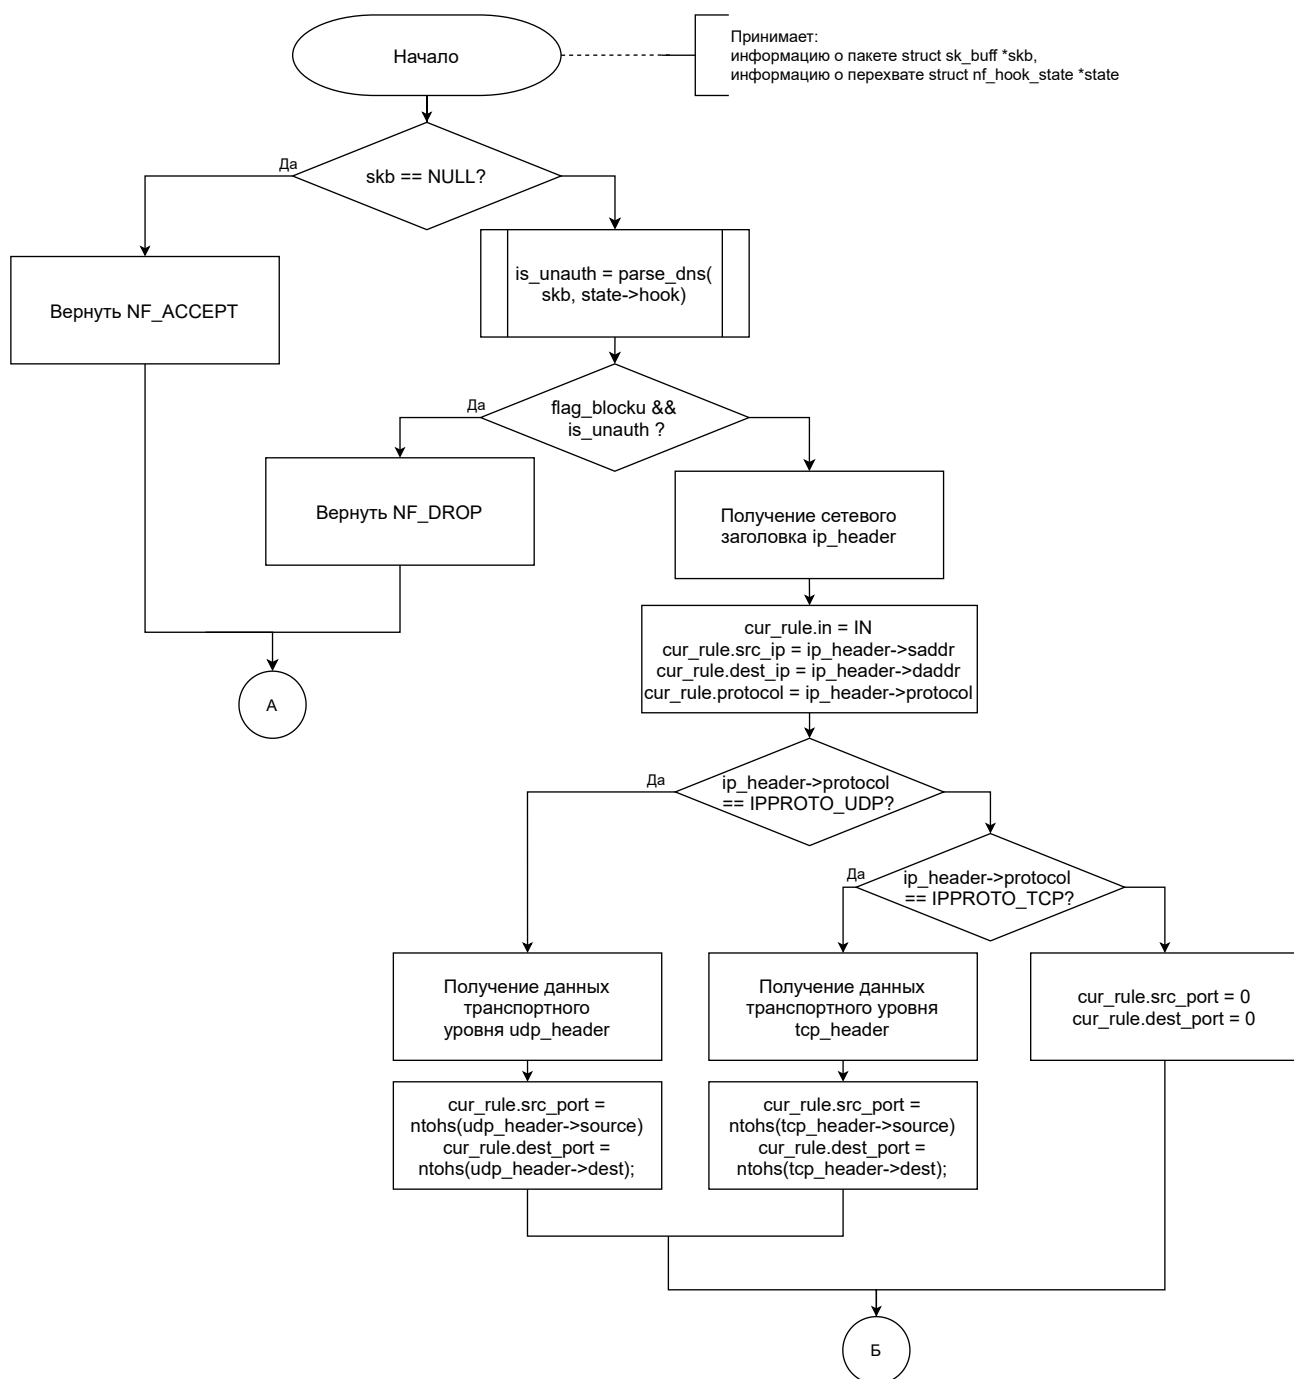 Начало
Принимает:
информацию о пакете struct sk_buff *skb,
информацию о перехвате struct nf_hook_state *state
Да
skb == NULL?
Вернуть NF_ACCEPT
is_unauth = parse_dns(
skb, state->hook)
Да
flag_blocku &&
is_unauth ?
Вернуть NF_DROP
Получение сетевого
заголовка ip_header
cur_rule.in = IN
cur_rule.src_ip = ip_header->saddr
cur_rule.dest_ip = ip_header->daddr
cur_rule.protocol = ip_header->protocol
А
Да
ip_header->protocol
== IPPROTO_UDP?
Да
ip_header->protocol
== IPPROTO_TCP?
Получение данных
транспортного
уровня udp_header
Получение данных
транспортного уровня
tcp_header
cur_rule.src_port = 0
cur_rule.dest_port = 0
cur_rule.src_port =
ntohs(udp_header->source)
cur_rule.dest_port =
ntohs(udp_header->dest);
cur_rule.src_port =
ntohs(tcp_header->source)
cur_rule.dest_port =
ntohs(tcp_header->dest);
Б